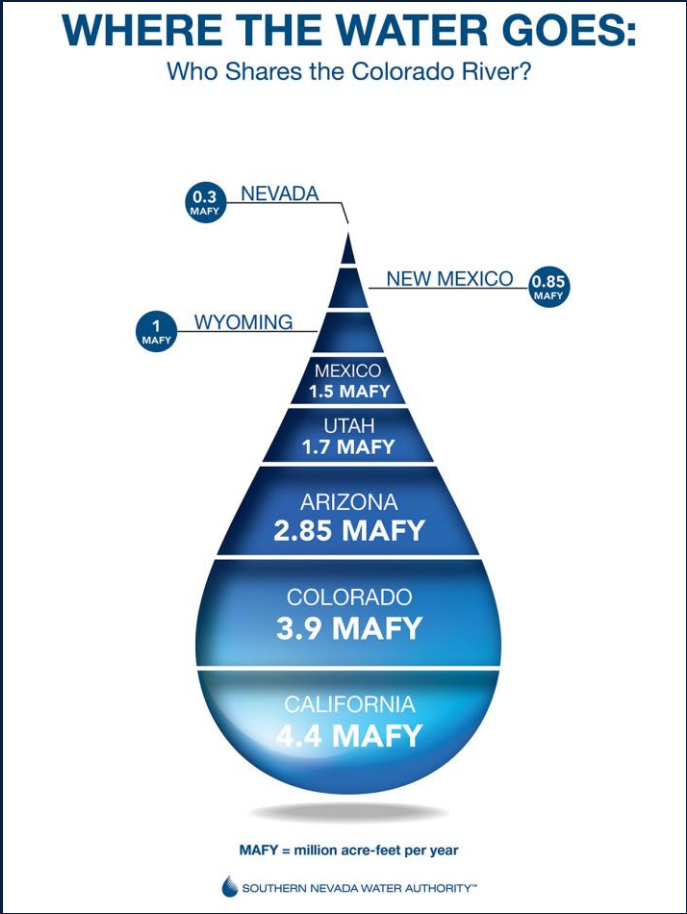 WHERE THE WATER GOES:
Who Shares the Colorado River?
0.3
MAFY
NEVADA
NEW MEXICO
0.85
MAFY
1
MAFY
WYOMING
MEXICO
1.5 MAFY
UTAH
1.7 MAFY
ARIZONA
2.85 MAFY
COLORADO
3.9 MAFY
CALIFORNIA
4.4 MAFY
MAFY = million acre-feet per year
SOUTHERN NEVADA WATER AUTHORITY™